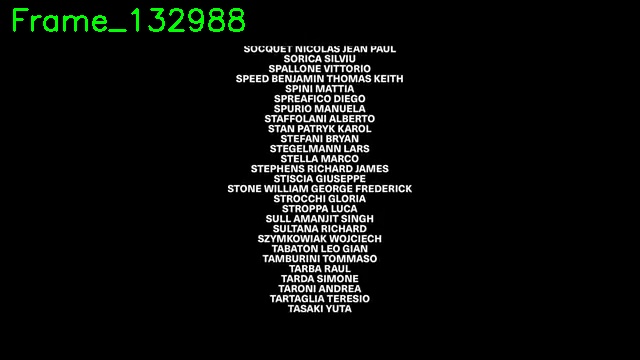 Frame_132988
SOCQUET NICOLAS JEAN PAUL
SORICA SILVIU
SPALLONE VITTORIO
SPEED BENJAMIN THOMAS KEITH
SPINI MATTIA
SPREAFICO DIEGO
SPURIO MANUELA
STAFFOLANI ALBERTO
STAN PATRYK KAROL
STEFANI BRYAN
STEGELMANN LARS
STELLA MARCO
STEPHENS RICHARD JAMES
STISCIA GIUSEPPE
STONE WILLIAM GEORGE FREDERICK
STROCCHI GLORIA
STROPPA LUCA
SULL AMANJIT SINGH
SULTANA RICHARD
SZYMKOWIAK WOJCIECH
TABATON LEO GIAN
TAMBURINI TOMMASO
TARBA RAUL
TARDA SIMONE
TARONI ANDREA
TARTAGLIA TERESIO
TASAKI YUTA